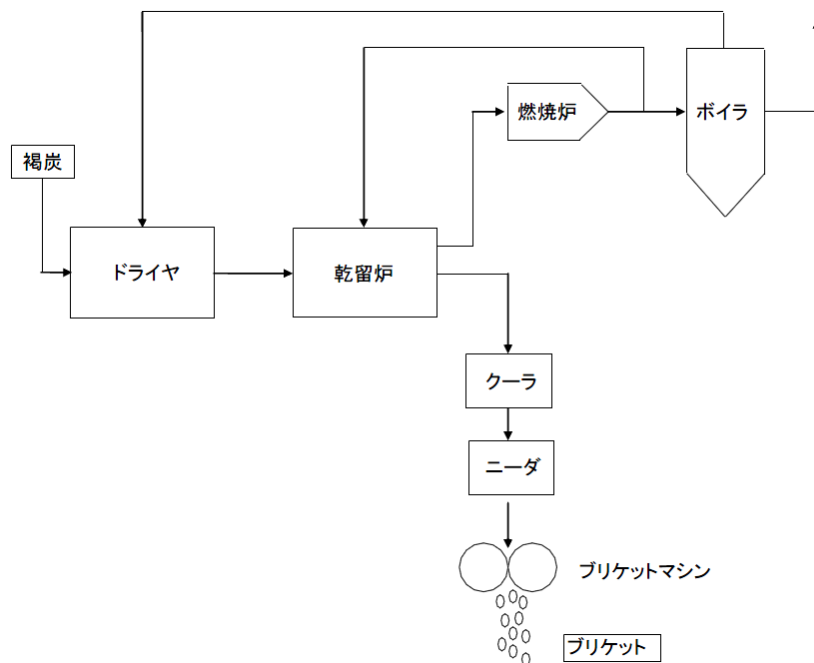 燃焼炉
ボイラ
褐炭
ドライヤ
乾留炉
クーラ
ニーダ
ブリケットマシン
ブリケット